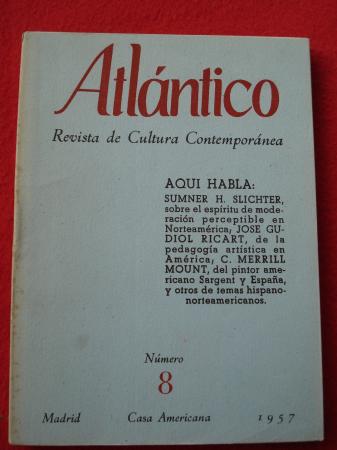 Atlántico
Revista de Cultura Contemporánea
AQUI HABLA:
SUMNER H. SLICHTER,
sobre el espíritu de mode-
ración perceptible en
Norteamérica; JOSE GU-
DIOL RICART, de la
pedagogía artística en
América; C. MERRILL
MOUNT, del pintor ame-
ricano Sargent y España,
y otros de temas hispano-
norteamericanos.
Número
8
Madrid Casa Americana 1957